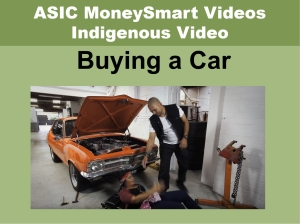 ASIC MoneySmart Videos
Indigenous Video
Buying a Car